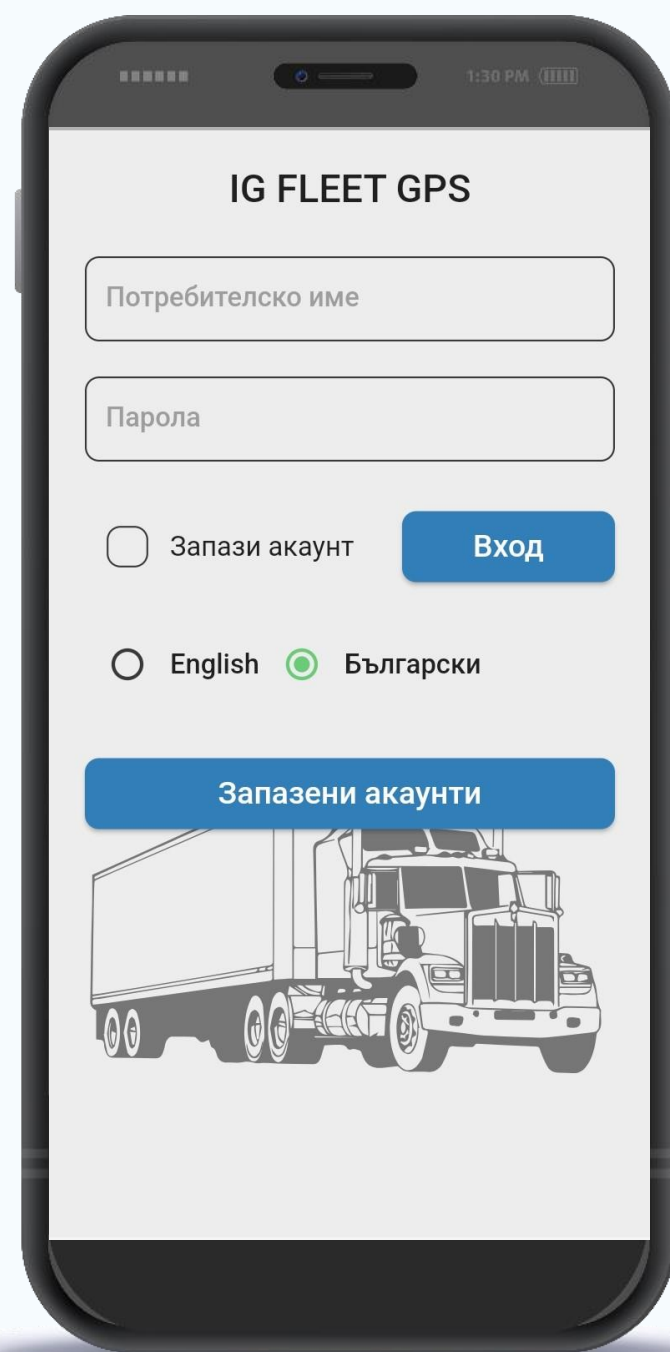 1:30 PM
IG FLEET GPS
Потребителско име
Парола
Запази акаунт
Вход
English
Български
Запазени акаунти